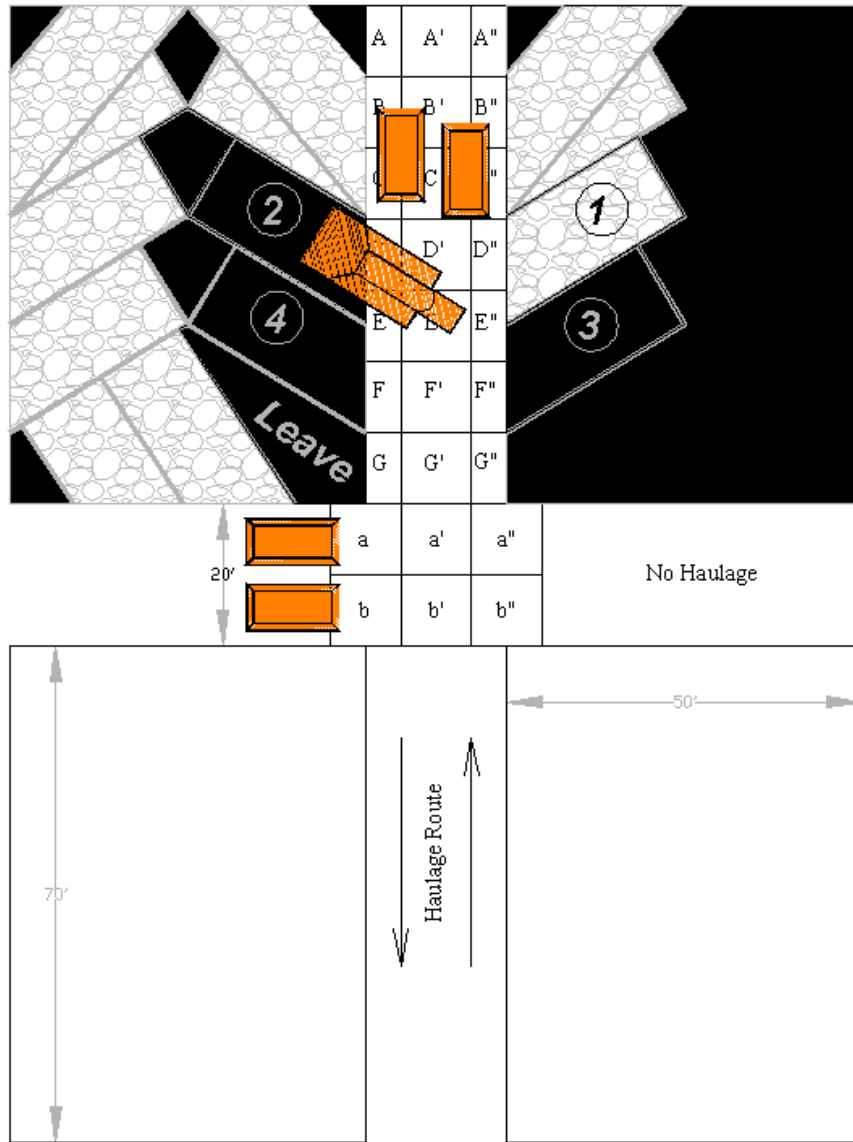 A A' A"
B B' B"
C C "
D' D"
E E E"
F F' F"
G G' G"
2
1
4
3
Leave
a a' a"
b b' b"
20'
No Haulage
50'
Haulage Route
70'